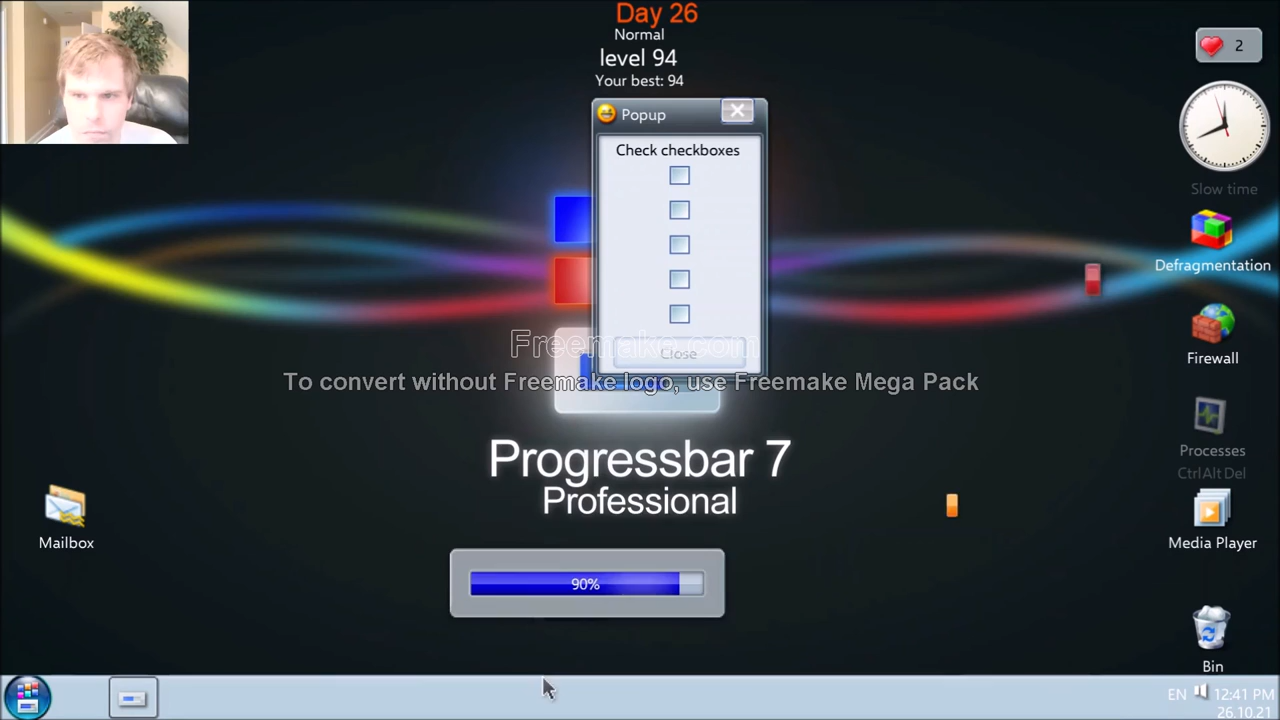 Day 26
Normal
level 94
Your best: 94
2
Popup
Check checkboxes
Close
Slow time
Defragmentation
Firewall
Processes
CtrlAlt Del
Media Player
Bin
Mailbox
Freemake.com
To convert without Freemake logo, use Freemake Mega Pack
Progressbar 7
Professional
90%
EN 12:41 PM
26.10.21